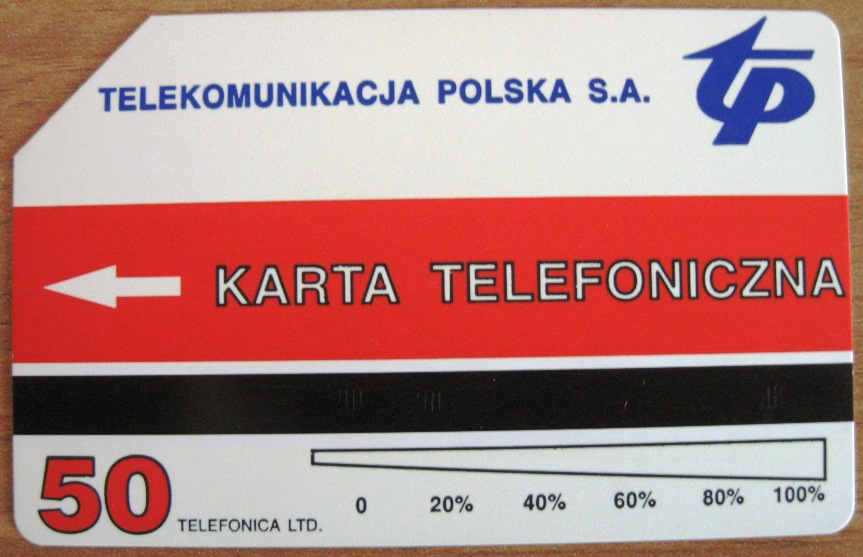 TELEKOMUNIKACJA POLSKA S.A.
tp
KARTA TELEFONICZNA
50 TELEFONICA LTD.
0 20% 40% 60% 80% 100%